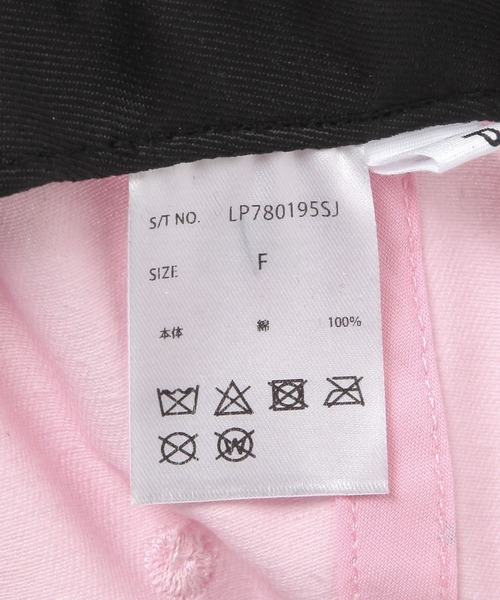 S/T NO. LP780195SJ
SIZE F
本体 綿 100%
W